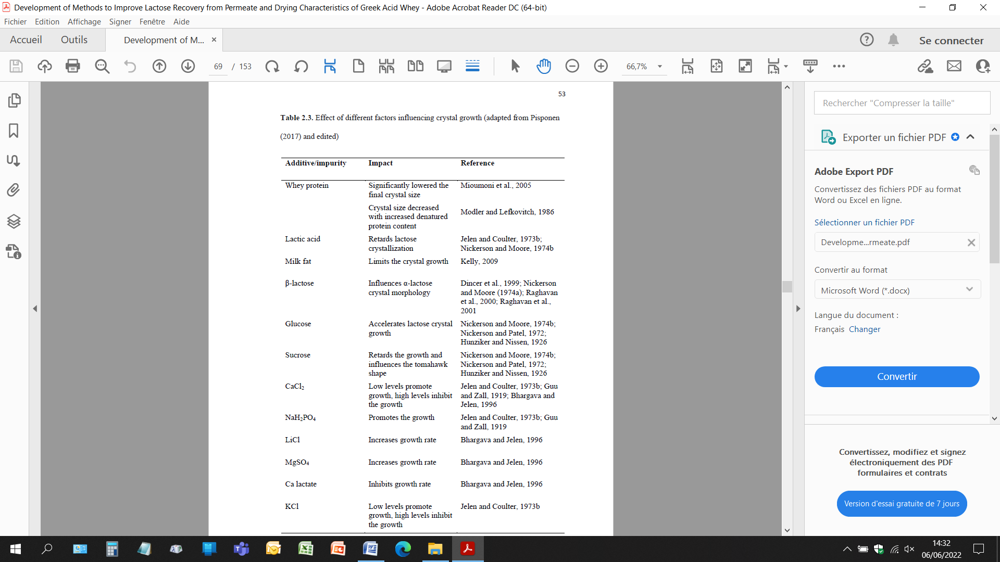 Development of Methods to Improve Lactose Recovery from Permeate and Drying Characteristics of Greek Acid Whey - Adobe Acrobat Reader DC (64-bit)
Fichier Edition Affichage Signer Fenêtre Aide
Accueil Outils Development of M... × Se connecter
69 / 153 66,7%
53
Table 2.3. Effect of different factors influencing crystal growth (adapted from Pisponen
(2017) and edited)
Additive/impurity Impact Reference
Whey protein Significantly lowered the Mioumoni et al., 2005
final crystal size
Crystal size decreased
with increased denatured Modler and Lefkovitch, 1986
protein content
Lactic acid Retards lactose Jelen and Coulter, 1973b;
crystallization Nickerson and Moore, 1974b
Milk fat Limits the crystal growth Kelly, 2009
β-lactose Influences α-lactose Dincer et al., 1999; Nickerson
crystal morphology and Moore (1974a); Raghavan
et al., 2000; Raghavan et al.,
2001
Glucose Accelerates lactose crystal Nickerson and Moore, 1974b;
growth Nickerson and Patel, 1972;
Hunziker and Nissen, 1926
Sucrose Retards the growth and Nickerson and Moore, 1974b;
influences the tomahawk Nickerson and Patel, 1972;
shape Hunziker and Nissen, 1926
CaCl₂ Low levels promote Jelen and Coulter, 1973b; Guu
growth, high levels inhibit and Zall, 1919; Bhargava and
the growth Jelen, 1996
NaH₂PO₄ Promotes the growth Jelen and Coulter, 1973b; Guu
and Zall, 1919
LiCl Increases growth rate Bhargava and Jelen, 1996
MgSO₄ Increases growth rate Bhargava and Jelen, 1996
Ca lactate Inhibits growth rate Bhargava and Jelen, 1996
KCl Low levels promote Jelen and Coulter, 1973b
growth, high levels inhibit
the growth
Rechercher "Compresser la taille"
Exporter un fichier PDF
Adobe Export PDF
Convertissez des fichiers PDF au format
Word ou Excel en ligne.
Sélectionner un fichier PDF
Developme...rmeate.pdf
Convertir au format
Microsoft Word (*.docx)
Langue du document :
Français Changer
Convertir
Convertissez, modifiez et signez
électroniquement des PDF
formulaires et contrats
Version d'essai gratuite de 7 jours
14:32
06/06/2022